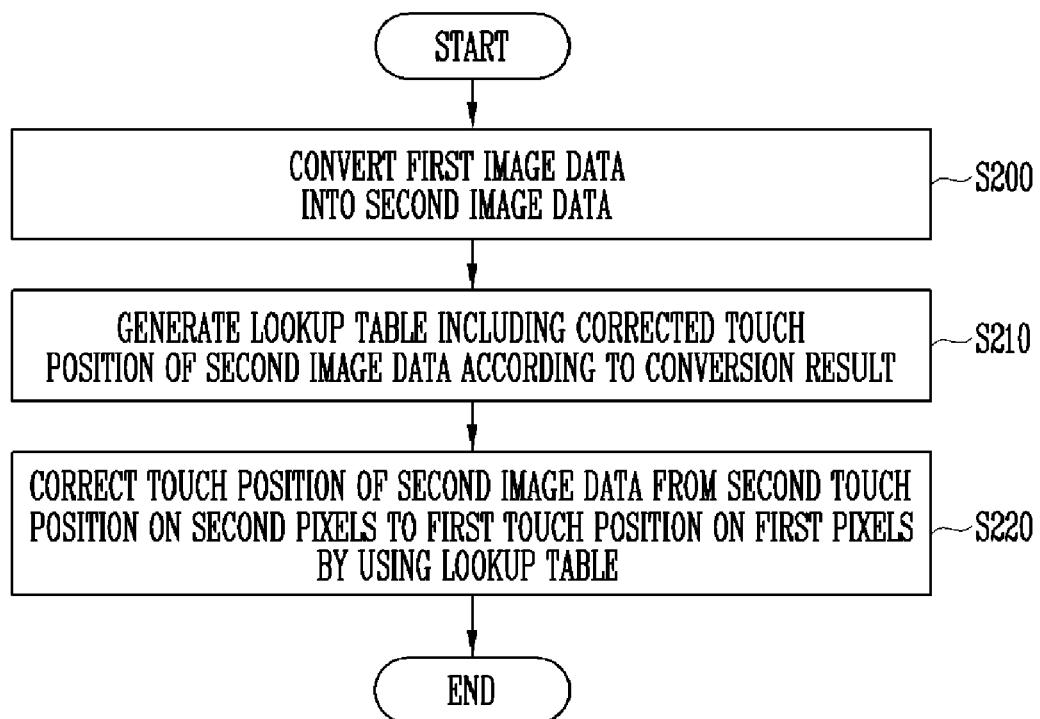 START
CONVERT FIRST IMAGE DATA
INTO SECOND IMAGE DATA
S200
GENERATE LOOKUP TABLE INCLUDING CORRECTED TOUCH
POSITION OF SECOND IMAGE DATA ACCORDING TO CONVERSION RESULT
S210
CORRECT TOUCH POSITION OF SECOND IMAGE DATA FROM SECOND TOUCH
POSITION ON SECOND PIXELS TO FIRST TOUCH POSITION ON FIRST PIXELS
BY USING LOOKUP TABLE
S220
END